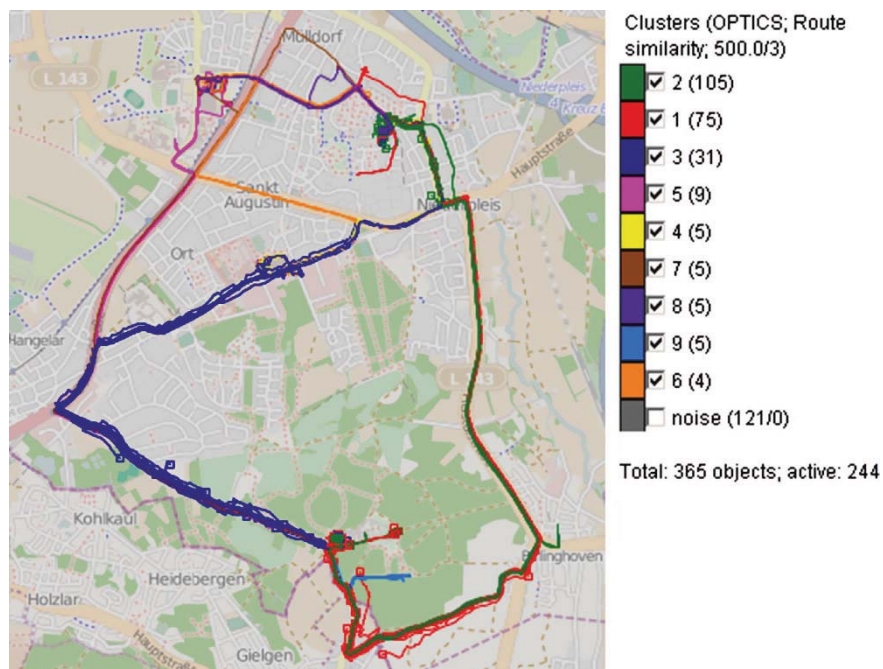 Mülldorf
L 143
Niederpleis
Hauptstraße
Sankt
Augustin
Ort
Hangelar
L 143
Kohlkaul
Heidebergen
Holzlar
Hauptstraße
Gielgen
Clusters (OPTICS; Route
similarity; 500.0/3)
2 (105)
1 (75)
3 (31)
5 (9)
4 (5)
7 (5)
8 (5)
9 (5)
6 (4)
noise (121/0)
Total: 365 objects; active: 244